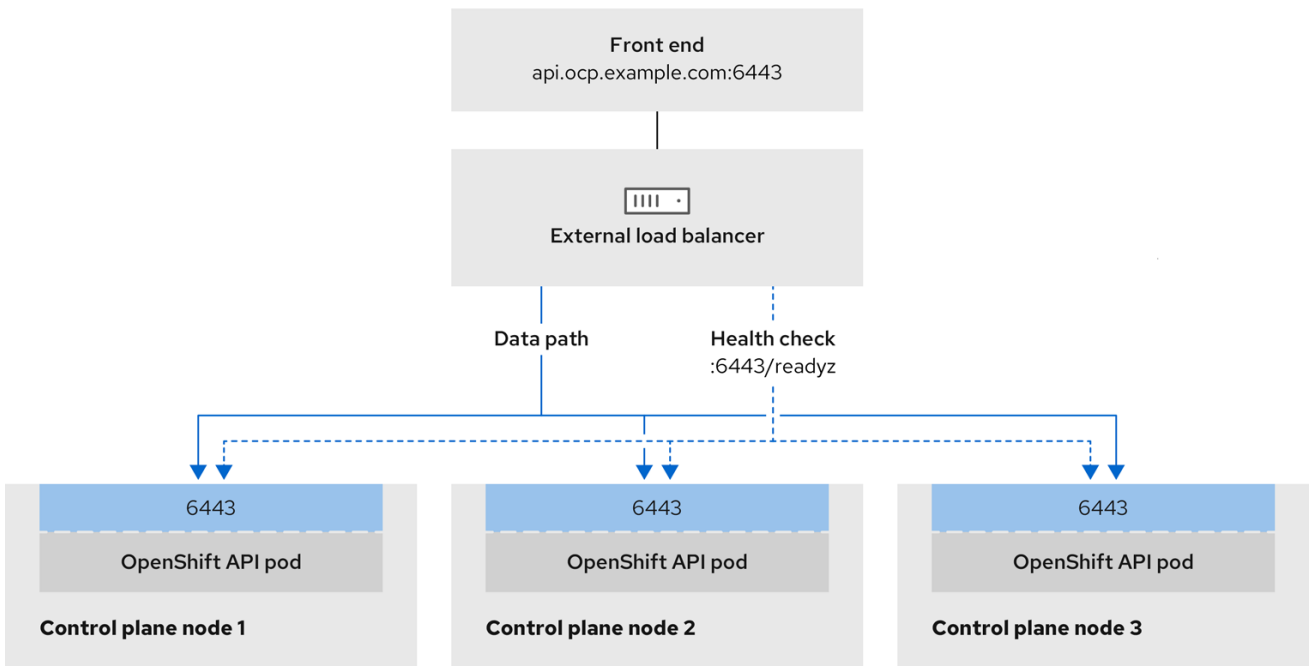 Front end
api.ocp.example.com:6443
External load balancer
Data path
Health check
:6443/readyz
6443
OpenShift API pod
Control plane node 1
6443
OpenShift API pod
Control plane node 2
6443
OpenShift API pod
Control plane node 3